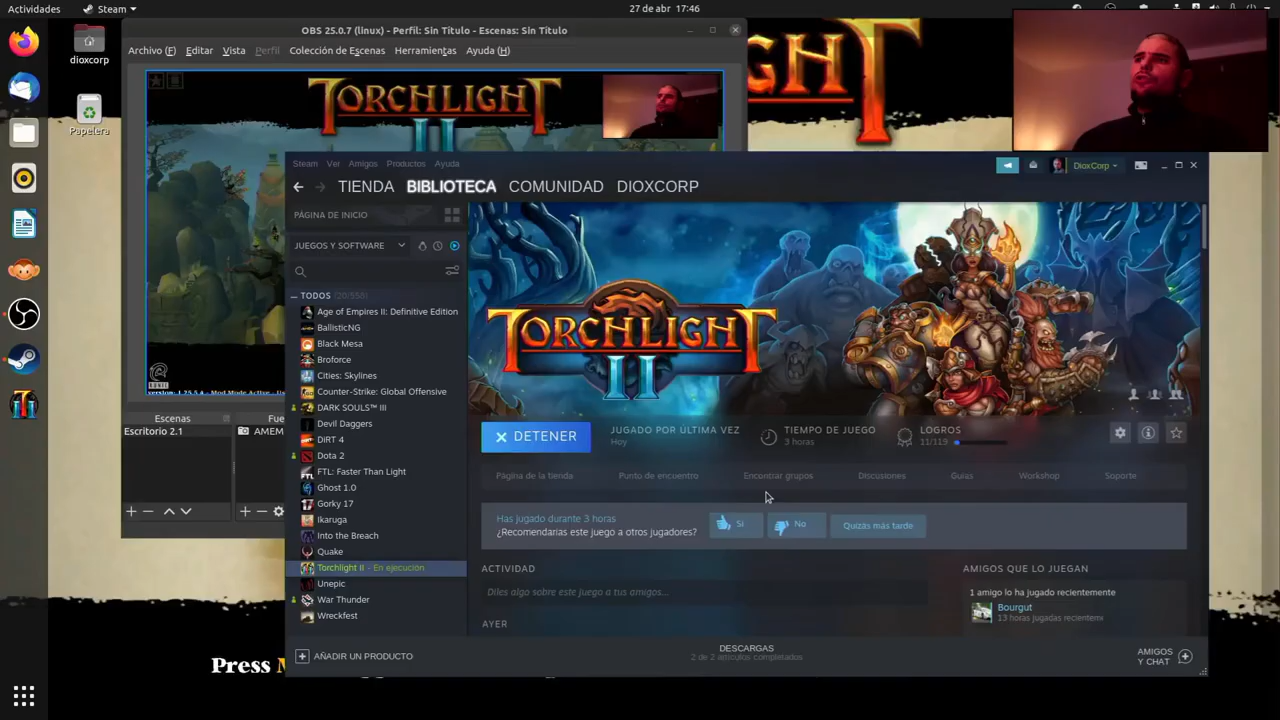 Actividades
Steam
27 de abr 17:46
dioxcorp
Papelera
OBS 25.0.7 (linux) - Perfil: Sin Título - Escenas: Sin Título
Archivo (F) Editar Vista Perfil Colección de Escenas Herramientas Ayuda (H)
TORCHLIGHT
II
Escenas
Escritorio 2.1
Steam Ver Amigos Productos Ayuda
DioxCorp
TIENDA BIBLIOTECA COMUNIDAD DIOXCORP
PÁGINA DE INICIO
JUEGOS Y SOFTWARE
TODOS
Age of Empires II: Definitive Edition
BallisticNG
Black Mesa
Broforce
Cities: Skylines
Counter-Strike: Global Offensive
DARK SOULS™ III
Devil Daggers
DiRT 4
Dota 2
FTL: Faster Than Light
Ghost 1.0
Gorky 17
Ikaruga
Into the Breach
Quake
Torchlight II - En ejecución
Unepic
War Thunder
Wreckfest
TORCHLIGHT
II
DETENER
JUGADO POR ÚLTIMA VEZ
Hoy
TIEMPO DE JUEGO
3 horas
LOGROS
11/119
Página de la tienda Punto de encuentro Encontrar grupos Discusiones Guías Workshop Soporte
Has jugado durante 3 horas
¿Recomendarías este juego a otros jugadores?
Sí
No
Quizás más tarde
ACTIVIDAD
Diles algo sobre este juego a tus amigos...
AYER
AMIGOS QUE LO JUEGAN
1 amigo lo ha jugado recientemente
Bourgut
AÑADIR UN PRODUCTO
DESCARGAS
2 de 2 artículos completados
AMIGOS
Y CHAT
Press